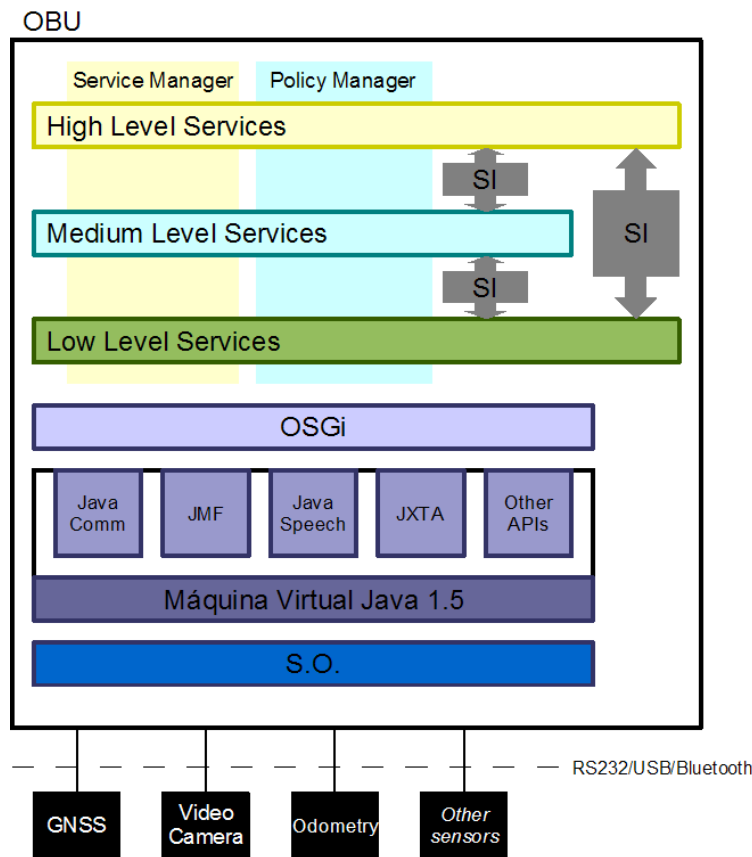 OBU
Service Manager
Policy Manager
High Level Services
SI
SI
Medium Level Services
SI
Low Level Services
OSGi
Java
Comm
JMF
Java
Speech
JXTA
Other
APIs
Máquina Virtual Java 1.5
S.O.
RS232/USB/Bluetooth
GNSS
Video
Camera
Odometry
Other
sensors